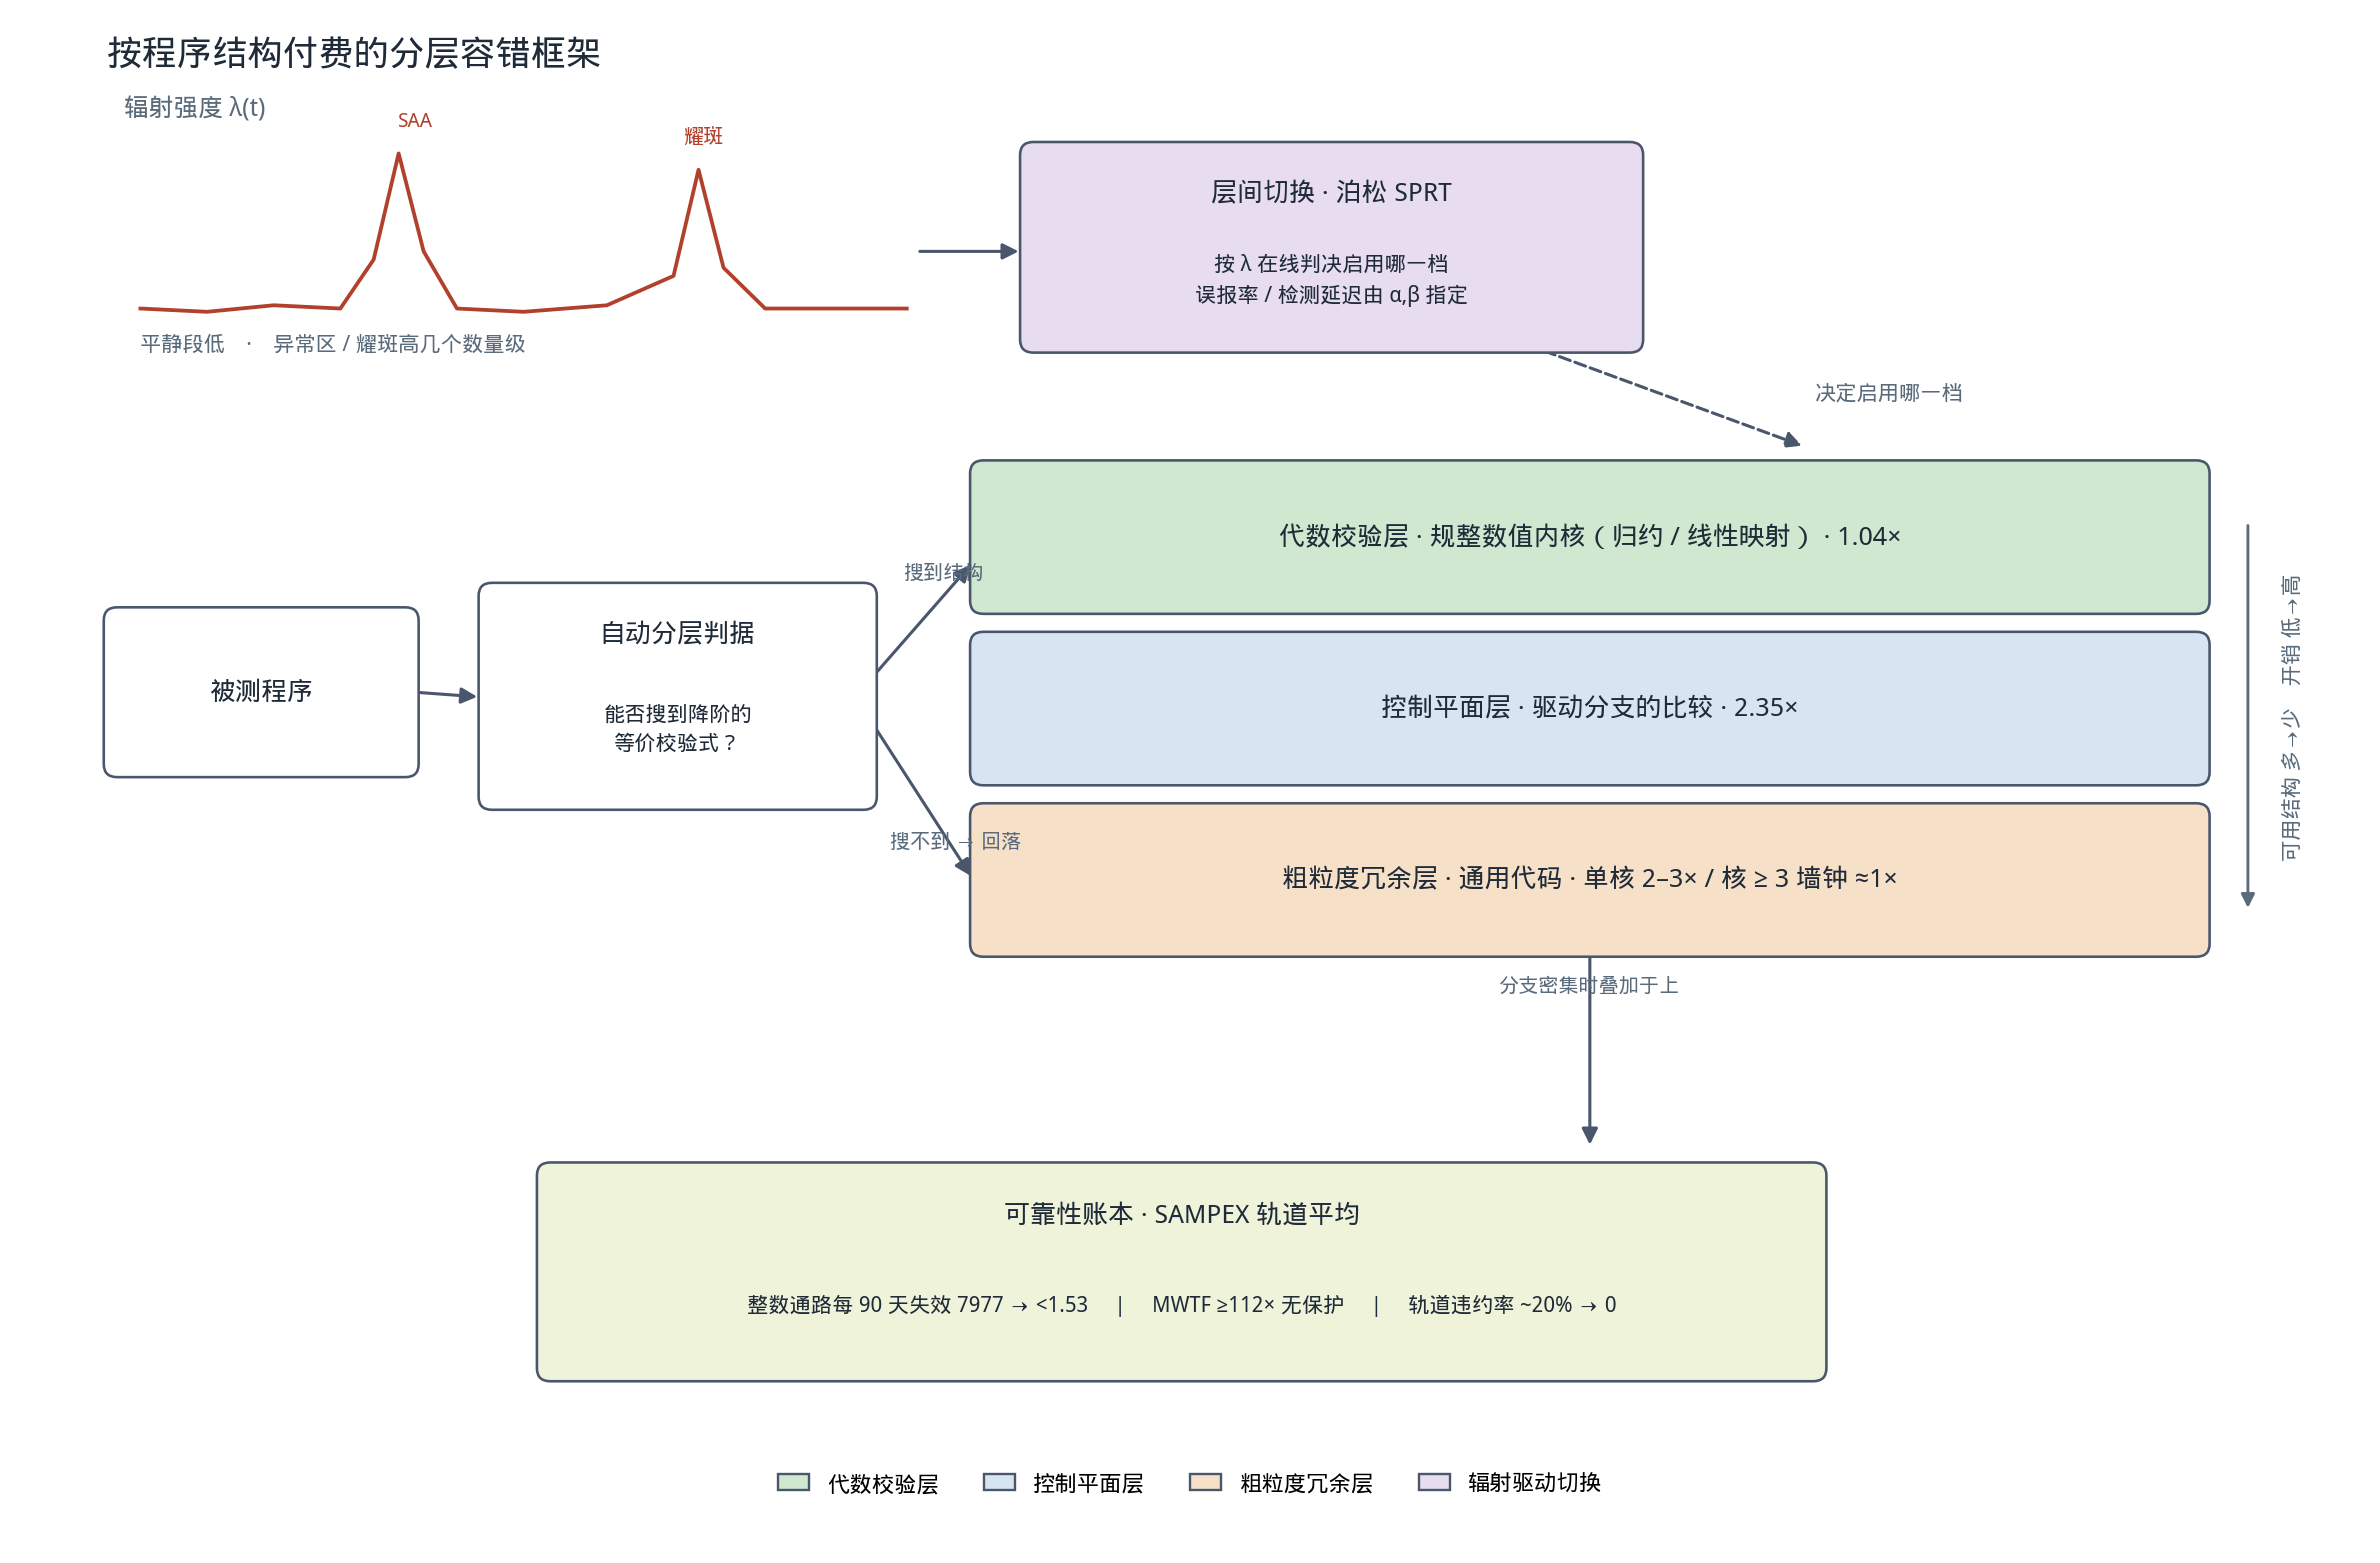 按程序结构付费的分层容错框架
辐射强度 λ(t)
SAA
耀斑
平静段低 · 异常区 / 耀斑高几个数量级
层间切换 · 泊松 SPRT
按 λ 在线判决启用哪一档
误报率 / 检测延迟由 α,β 指定
决定启用哪一档
被测程序
自动分层判据
能否搜到降阶的
等价校验式？
搜到结构
搜不到 → 回落
代数校验层 · 规整数值内核（归约 / 线性映射）· 1.04×
控制平面层 · 驱动分支的比较 · 2.35×
粗粒度冗余层 · 通用代码 · 单核 2–3× / 核 ≥ 3 墙钟 ≈1×
可用结构 多→少 开销 低→高
分支密集时叠加于上
可靠性账本 · SAMPEX 轨道平均
整数通路每 90 天失效 7977 → <1.53 | MWTF ≥112× 无保护 | 轨道违约率 ~20% → 0
代数校验层
控制平面层
粗粒度冗余层
辐射驱动切换